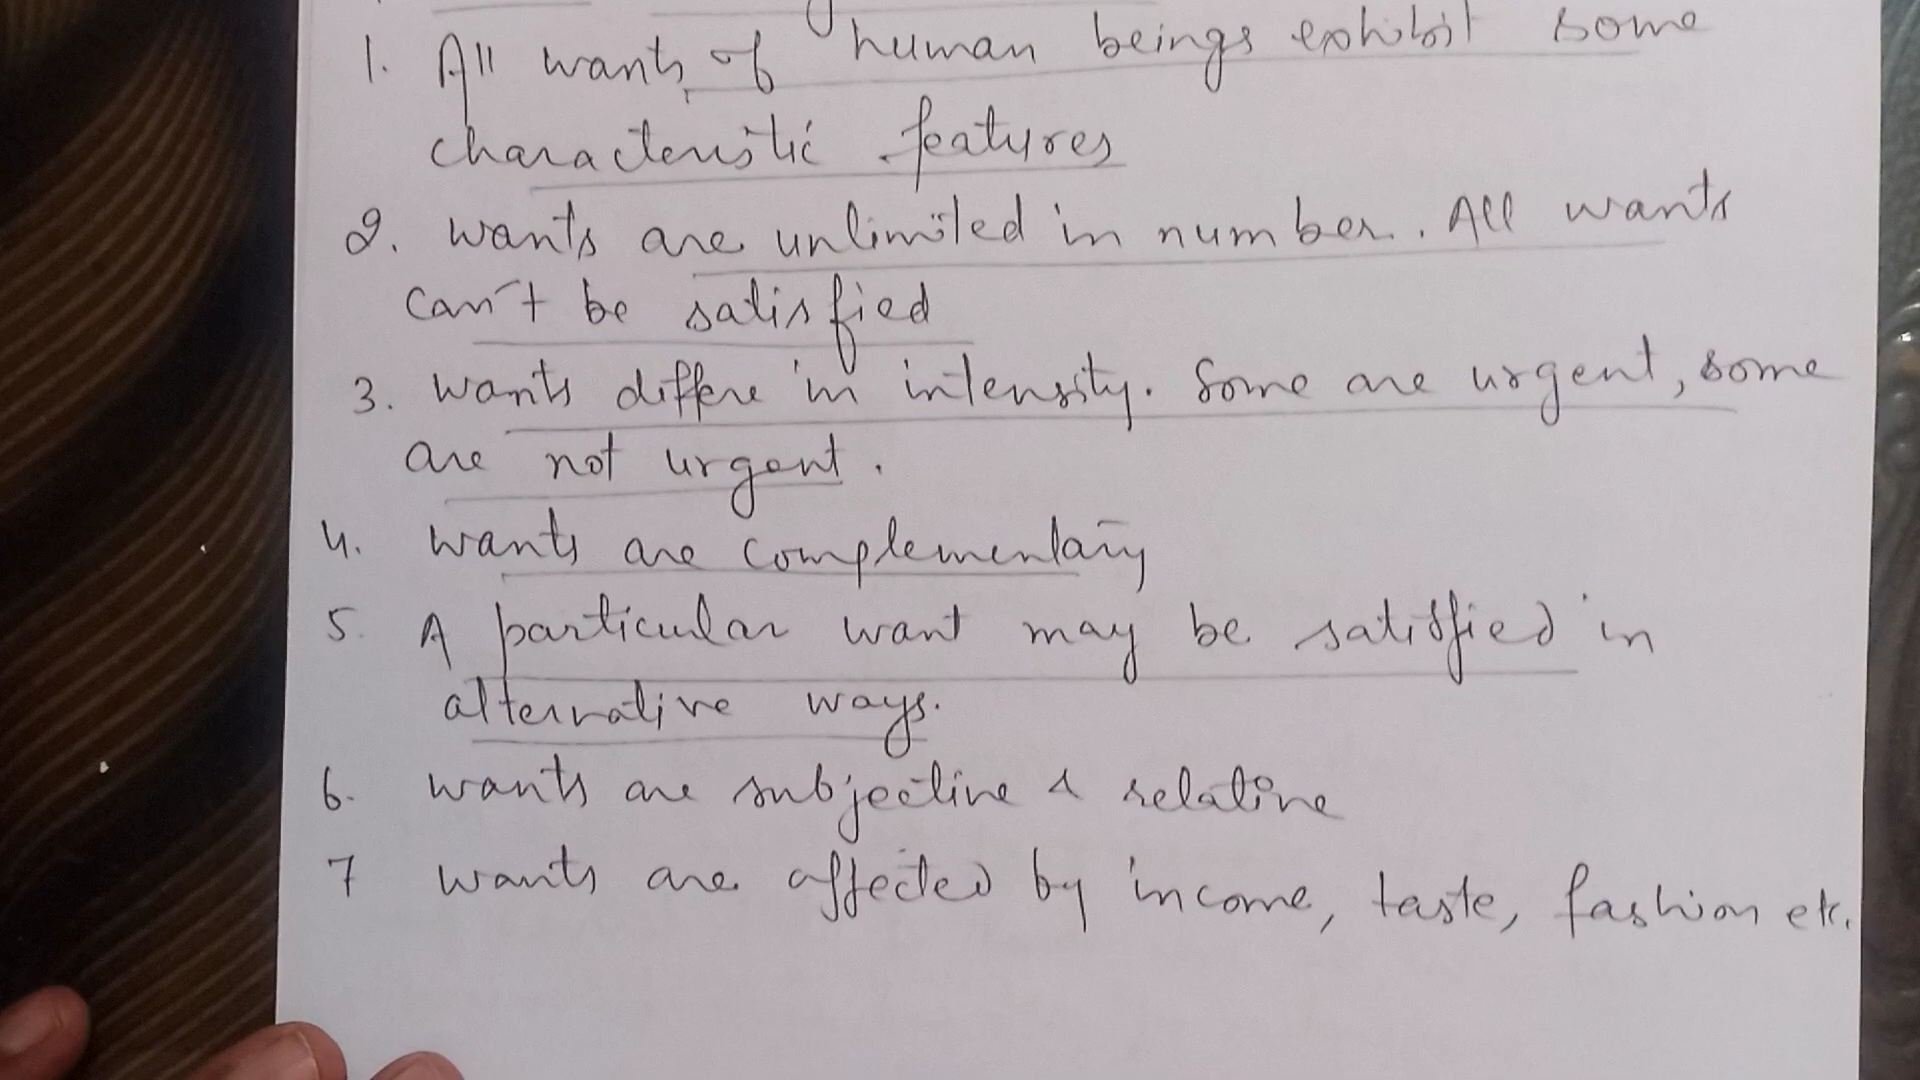 1. All wants of human beings exhibit some
characteristic features
2. wants are unlimited in number. All wants
can't be satisfied
3. wants differe in intensity. Some are urgent, some
are not urgent.
4. wants are complementary
5. A particular want may be satisfied in
alternative ways.
6. wants are subjective & relative
7 wants are affected by income, taste, fashion etc.